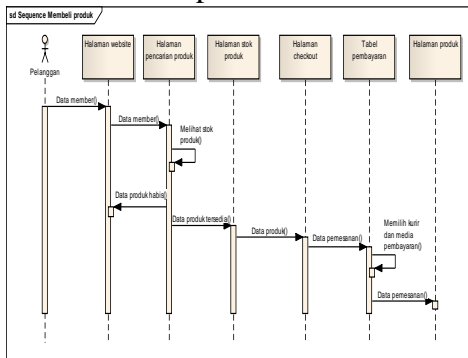 sd Sequence Membeli produk
Pelanggan
Halaman website
Halaman
pencarian produk
Halaman stok
produk
Halaman
checkout
Tabel
pembayaran
Halaman produk
Data member()
Data member()
Melihat stok
produk()
Data produk habis()
Data produk tersedia()
Data produk()
Data pemesanan()
Memilih kurir
dan media
pembayaran()
Data pemesanan()